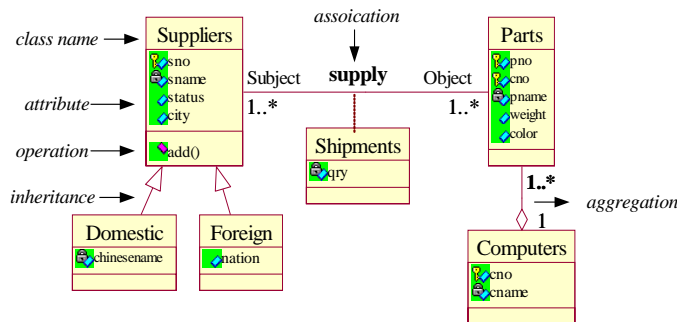 assoication
class name
Suppliers
Parts
sno
sname
status
city
Subject
supply
Object
pno
cno
pname
weight
color
attribute
1..*
1..*
operation
add()
Shipments
qry
inheritance
1..*
aggregation
1
Domestic
chinesename
Foreign
nation
Computers
cno
cname